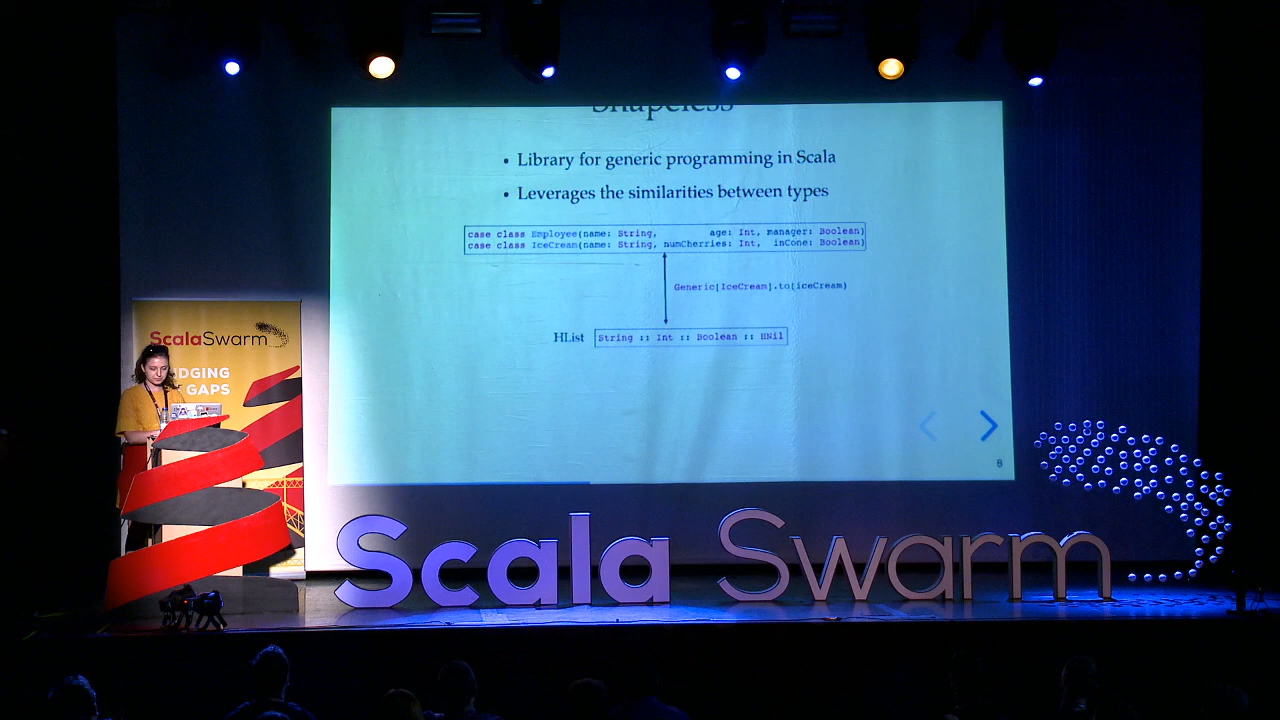 Shapeless
• Library for generic programming in Scala
• Leverages the similarities between types
case class Employee(name: String, age: Int, manager: Boolean)
case class IceCream(name: String, numCherries: Int, inCone: Boolean)
Generic[IceCream].to(iceCream)
HList String :: Int :: Boolean :: HNil
8
ScalaSwarm
IDGING
GAPS
Scala Swarm